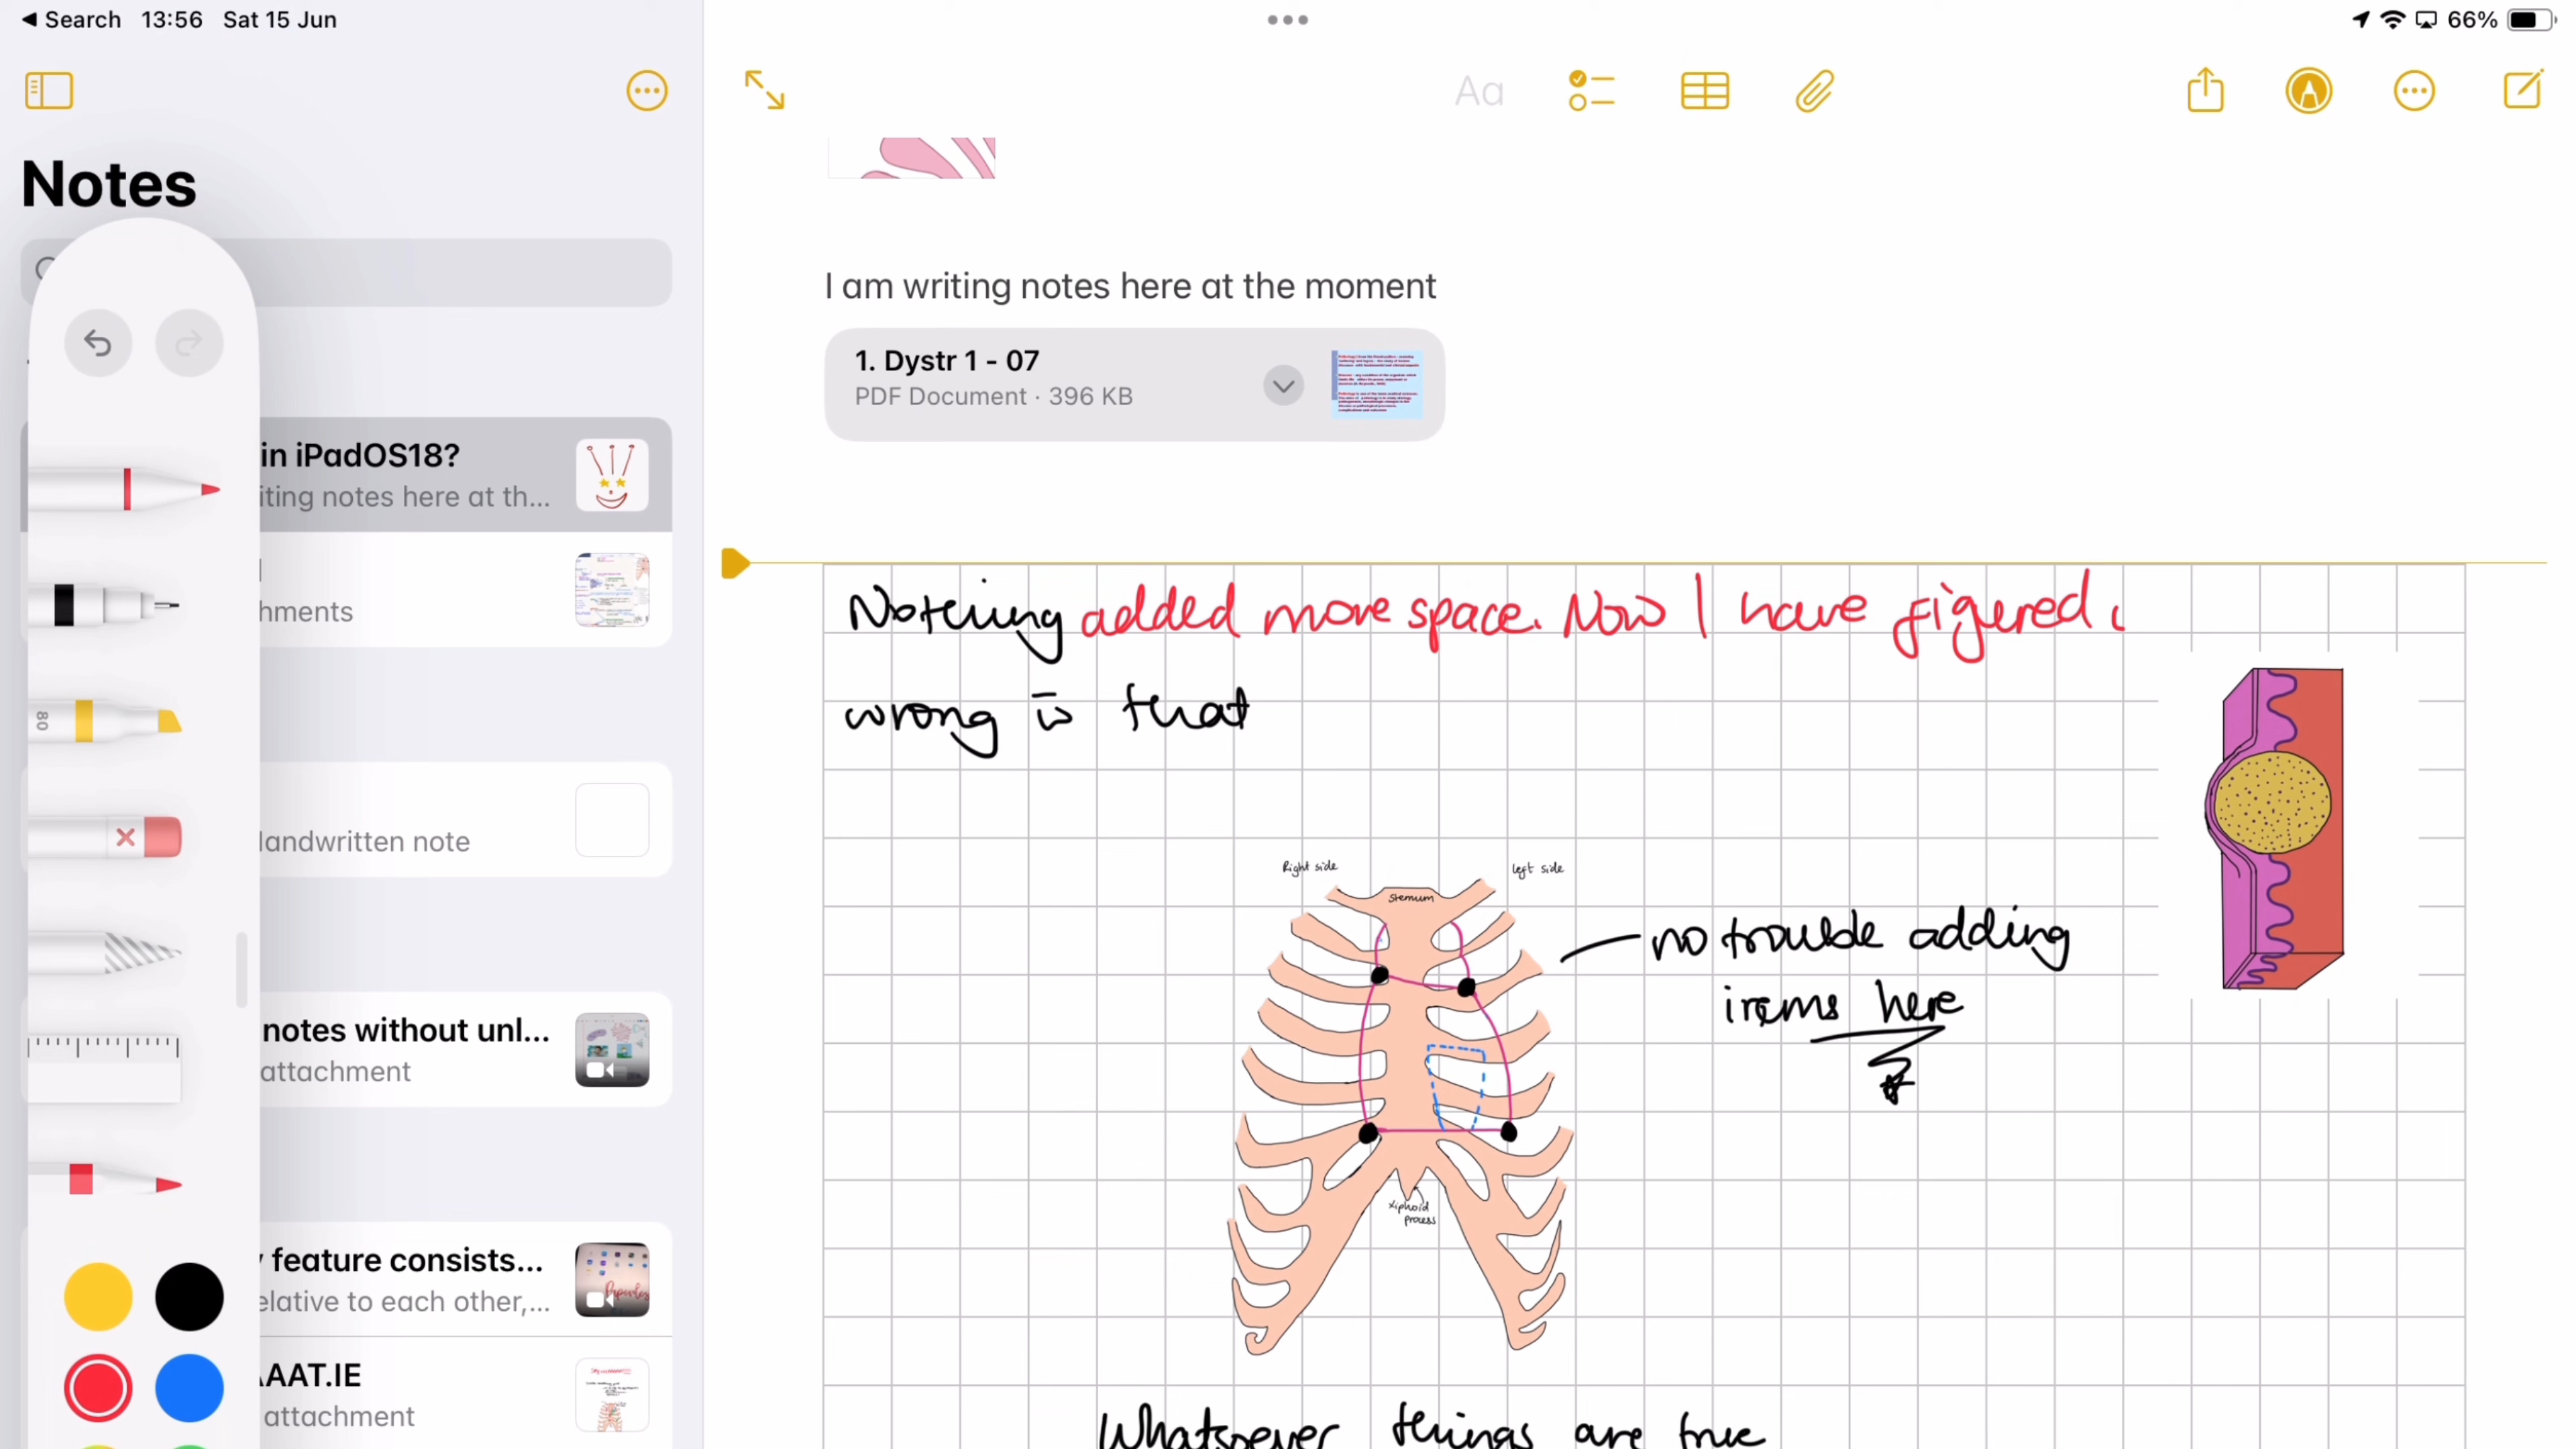 Search 13:56 Sat 15 Jun
66%
Notes
Aa
in iPadOS18?
iting notes here at th...
hments
landwritten note
notes without unl...
attachment
feature consists...
elative to each other,...
AAT.IE
attachment
80
I am writing notes here at the moment
1. Dystr 1 - 07
PDF Document · 396 KB
Nothing added more space. Now I have figered
wrong is that
Right side
Left side
Sternum
no trouble adding
items here
xiphoid
process
Whatsoever things are true